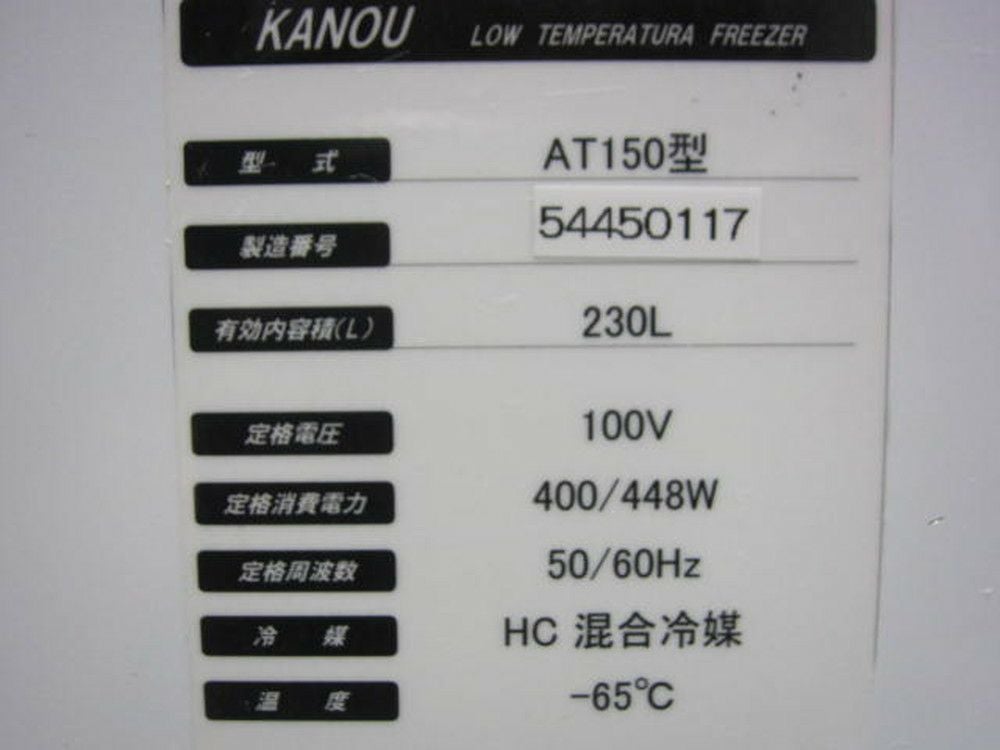 KANOU LOW TEMPERATURA FREEZER
型式 AT150型
製造番号 54450117
有効内容積(L) 230L
定格電圧 100V
定格消費電力 400/448W
定格周波数 50/60Hz
冷媒 HC 混合冷媒
温度 -65℃